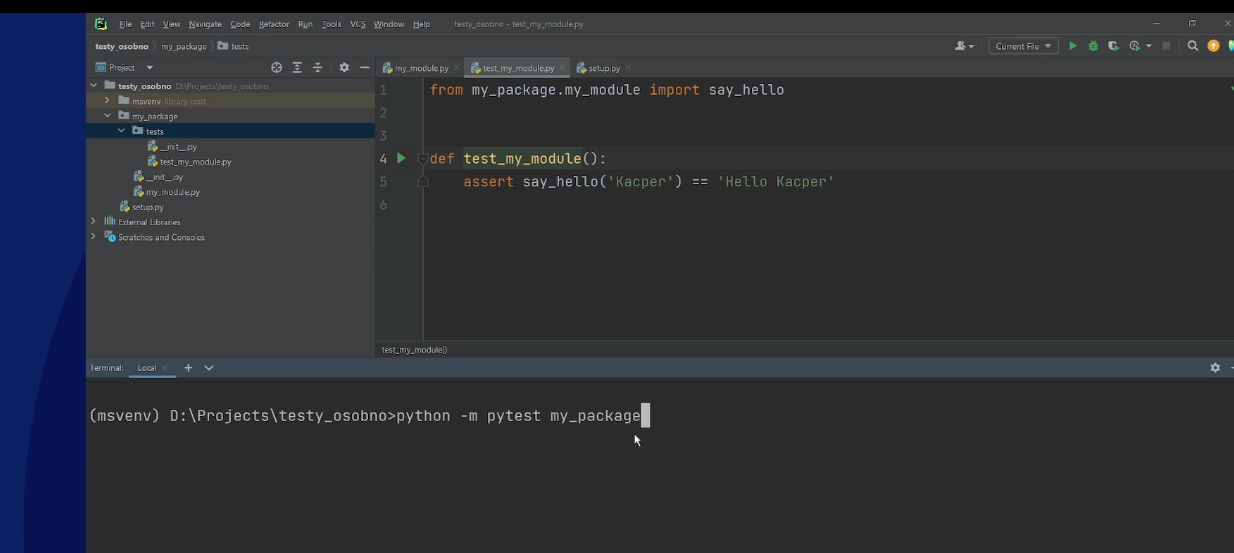 File Edit View Navigate Code Refactor Run Tools VCS Window Help testy_osobno - test_my_module.py
testy_osobno my_package tests Current File
Project
testy_osobno D:\Projects\testy_osobno
msvenv library root
my_package
tests
__init__.py
test_my_module.py
__init__.py
my_module.py
setup.py
External Libraries
Scratches and Consoles
my_module.py test_my_module.py setup.py
1 from my_package.my_module import say_hello
2
3
4 def test_my_module():
5 assert say_hello('Kacper') == 'Hello Kacper'
6
test_my_module()
Terminal: Local
(msvenv) D:\Projects\testy_osobno>python -m pytest my_package